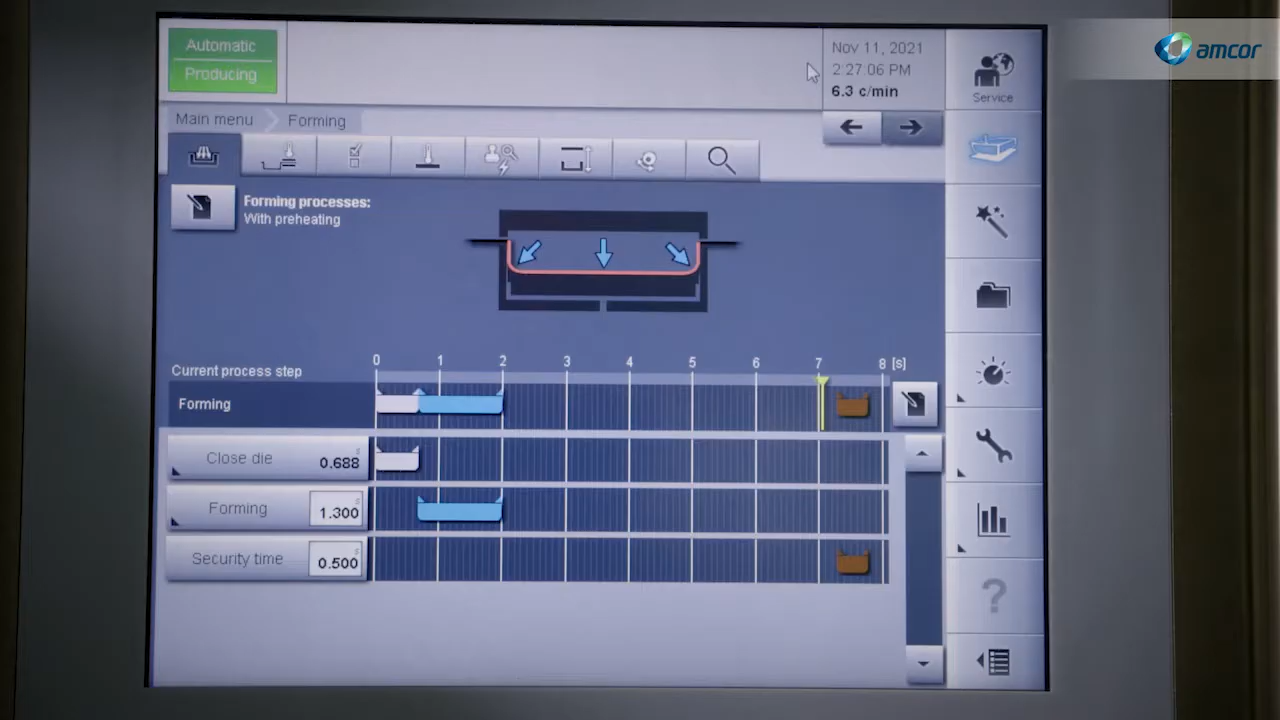 Automatic
Producing
Nov 11, 2021
2:27:06 PM
6.3 c/min
Service
amcor
Main menu
Forming
Forming processes:
With preheating
0 1 2 3 4 5 6 7 8 [s]
Current process step
Forming
Close die 0.688 s
Forming 1.300 s
Security time 0.500 s
?